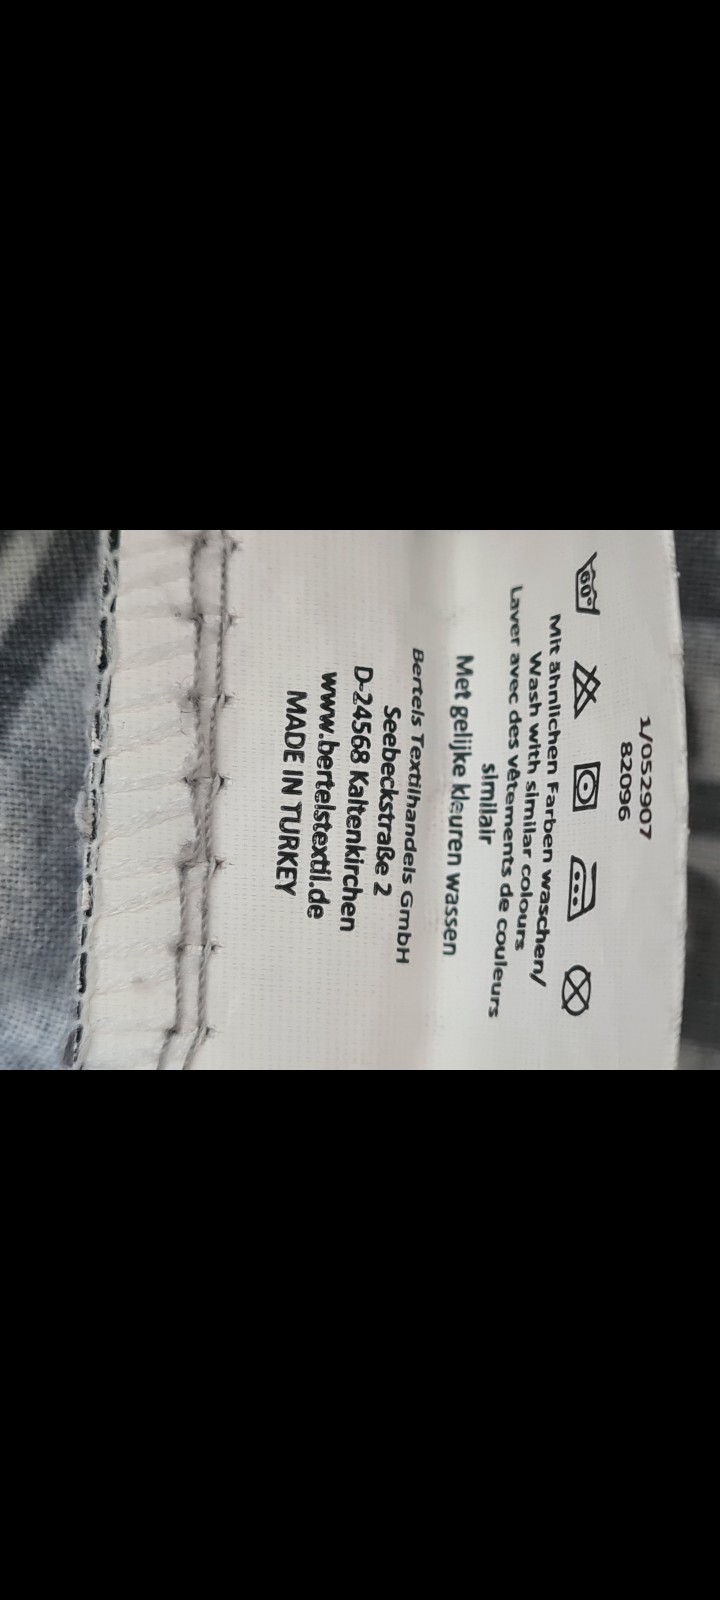 1/052907
82096
60°
Mit ähnlichen Farben waschen/
Wash with similar colours
Laver avec des vêtements de couleurs
similair
Met gelijke kleuren wassen
Bertels Textilhandels GmbH
Seebeckstraße 2
D-24568 Kaltenkirchen
www.bertelstextil.de
MADE IN TURKEY